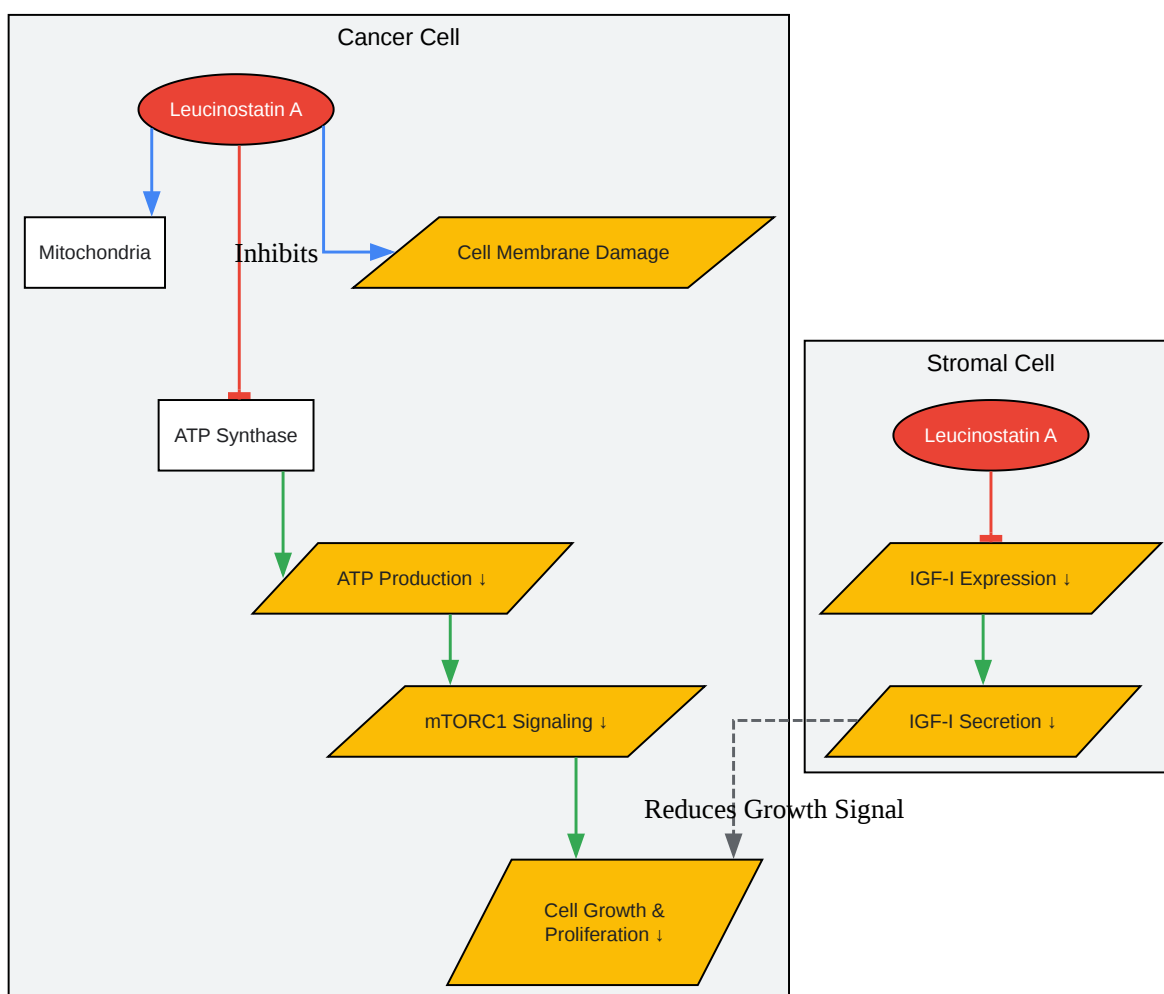 Cancer Cell
Leucinostatin A
Mitochondria
Inhibits
Cell Membrane Damage
ATP Synthase
ATP Production ↓
mTORC1 Signaling ↓
Stromal Cell
Leucinostatin A
IGF-I Expression ↓
IGF-I Secretion ↓
Reduces Growth Signal
Cell Growth &
Proliferation ↓